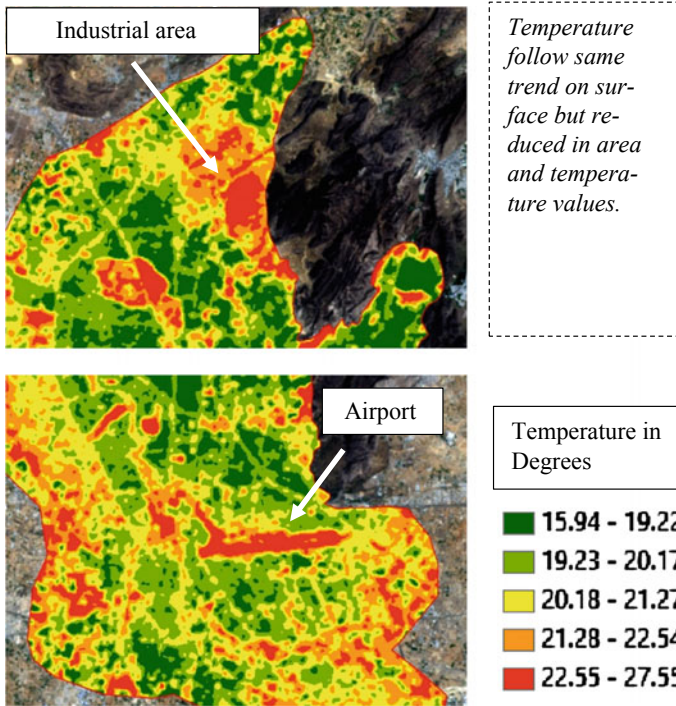 Industrial area
Temperature
follow same
trend on sur-
face but re-
duced in area
and tempera-
ture values.
Airport
Temperature in
Degrees
15.94 - 19.22
19.23 - 20.17
20.18 - 21.27
21.28 - 22.54
22.55 - 27.55